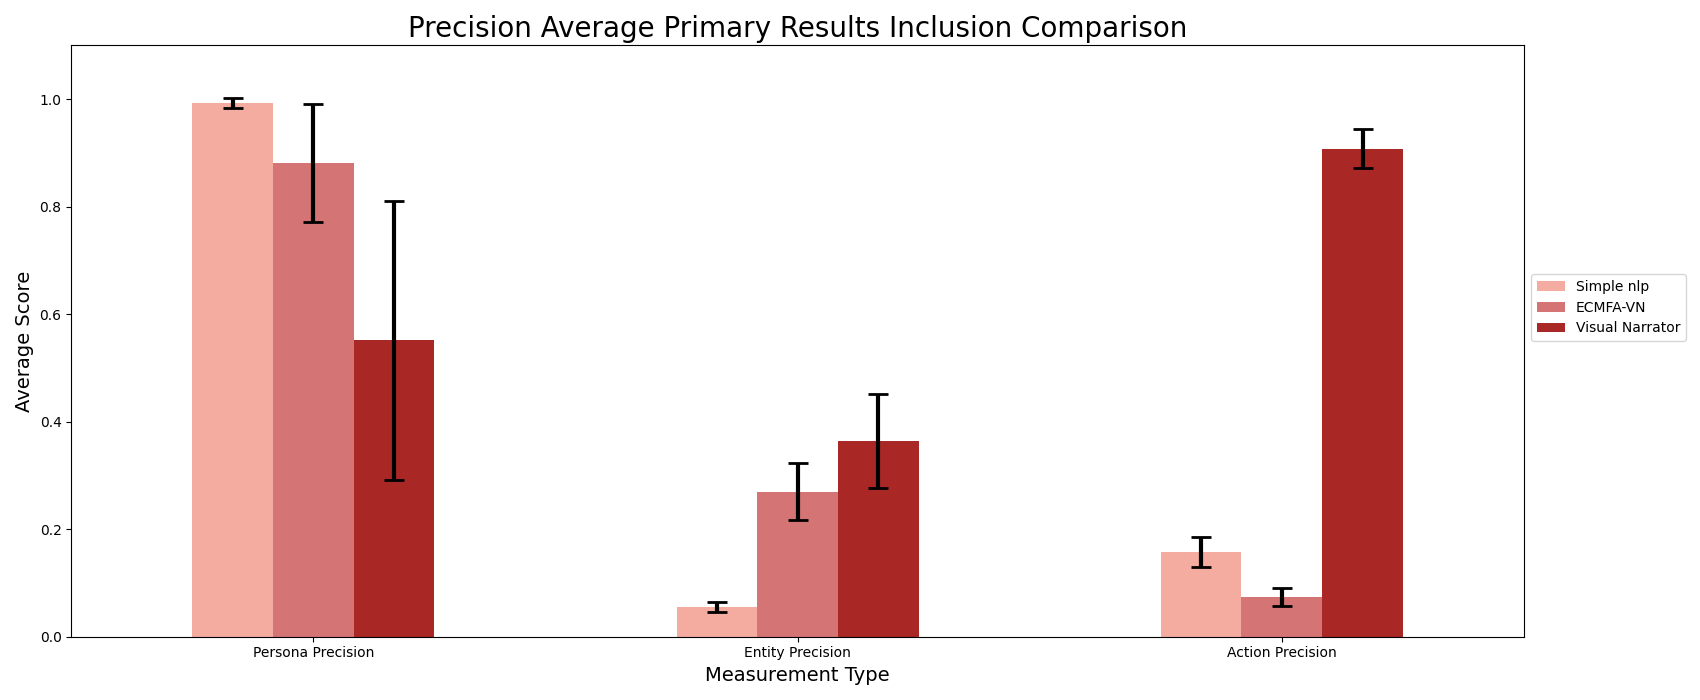 Precision Average Primary Results Inclusion Comparison
Average Score
1.0
0.8
0.6
0.4
0.2
0.0
Persona Precision
Entity Precision
Action Precision
Measurement Type
Simple nlp
ECMFA-VN
Visual Narrator